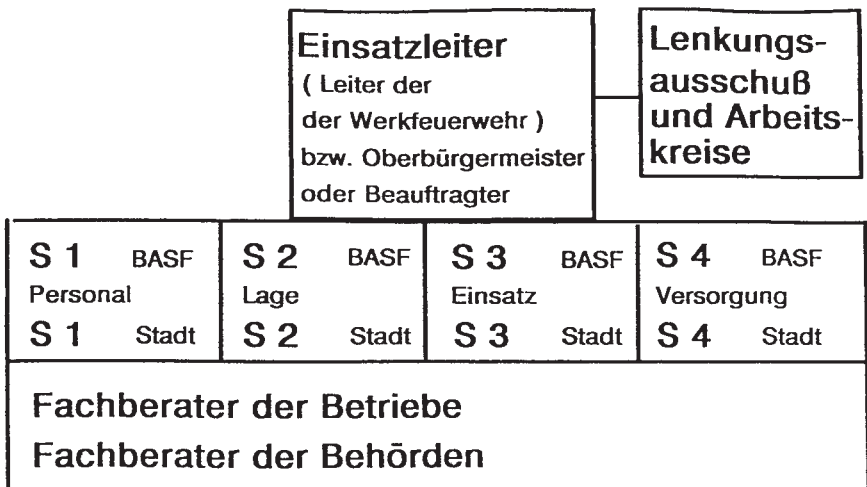 Einsatzleiter
( Leiter der
der Werkfeuerwehr )
bzw. Oberbürgermeister
oder Beauftragter
Lenkungs-
ausschuß
und Arbeits-
kreise
S 1 BASF
Personal
S 1 Stadt
S 2 BASF
Lage
S 2 Stadt
S 3 BASF
Einsatz
S 3 Stadt
S 4 BASF
Versorgung
S 4 Stadt
Fachberater der Betriebe
Fachberater der Behörden